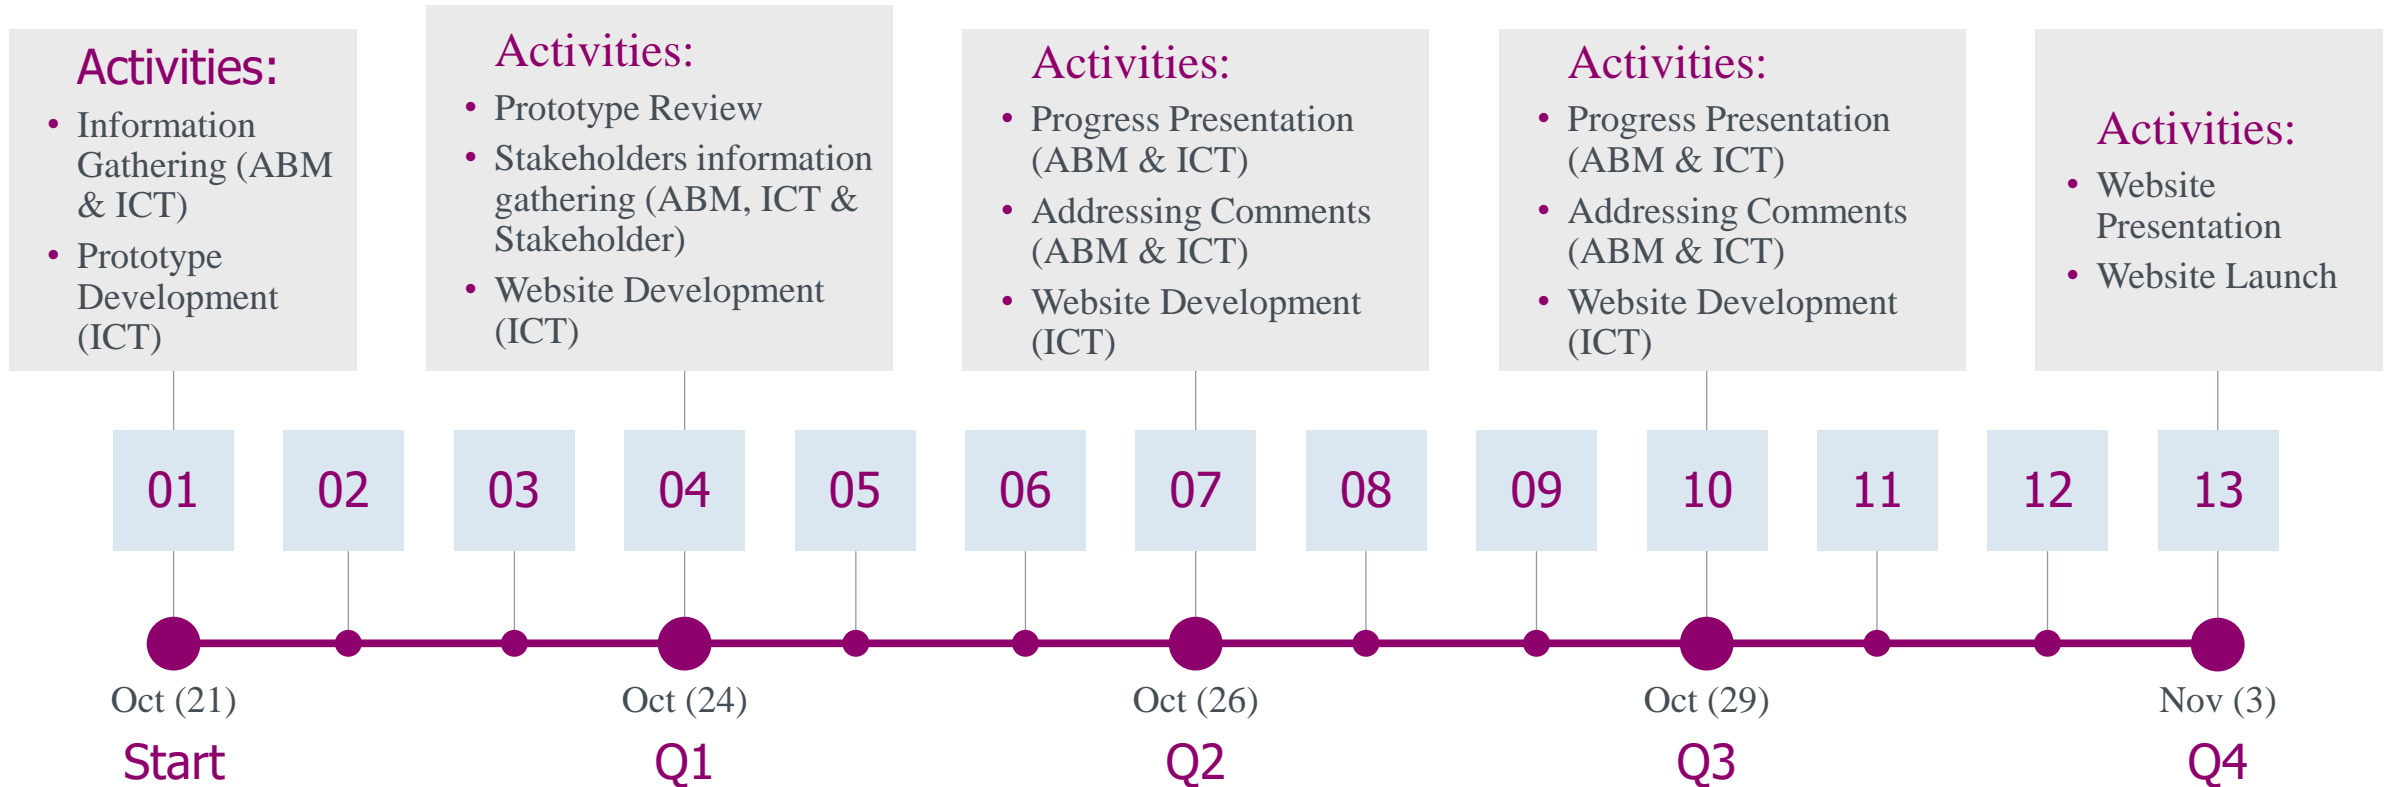 Activities:
• Information
Gathering (ABM
& ICT)
• Prototype
Development
(ICT)
Activities:
• Prototype Review
• Stakeholders information
gathering (ABM, ICT &
Stakeholder)
• Website Development
(ICT)
Activities:
• Progress Presentation
(ABM & ICT)
• Addressing Comments
(ABM & ICT)
• Website Development
(ICT)
Activities:
• Progress Presentation
(ABM & ICT)
• Addressing Comments
(ABM & ICT)
• Website Development
(ICT)
Activities:
• Website
Presentation
• Website Launch
01 02 03 04 05 06 07 08 09 10 11 12 13
Oct (21) Oct (24) Oct (26) Oct (29) Nov (3)
Start Q1 Q2 Q3 Q4